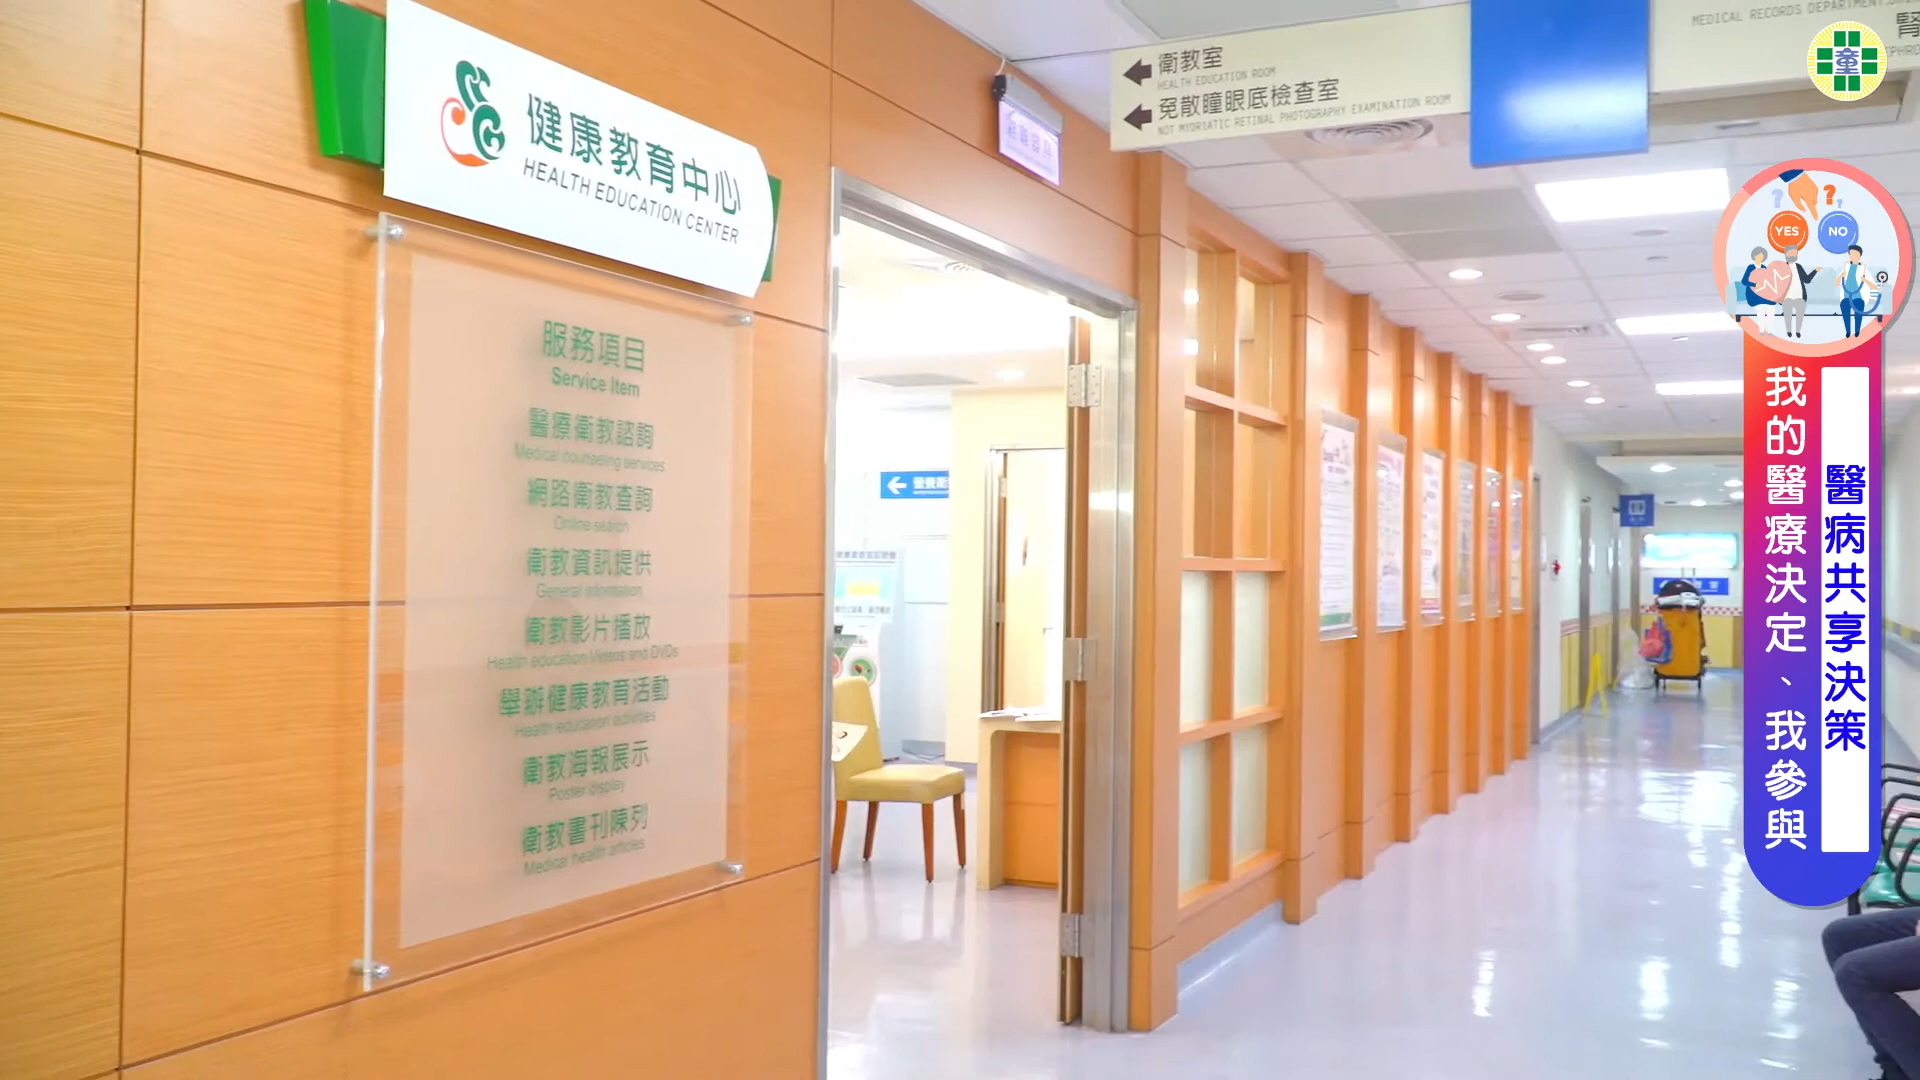 健康教育中心
HEALTH EDUCATION CENTER
服務項目
Service Item
醫療衛教諮詢
Medical counseling services
網路衛教查詢
Online search
衛教資訊提供
General information
衛教影片播放
Health education Videos and DVDs
舉辦健康教育活動
Health education activities
衛教海報展示
Poster display
衛教書刊陳列
Medical health articles
衛教室
HEALTH EDUCATION ROOM
免散瞳眼底檢查室
NOT MYDRIATIC RETINAL PHOTOGRAPHY EXAMINATION ROOM
MEDICAL RECORDS DEPARTMENT
腎
童
YES
NO
醫病共享決策
我的醫療決定、我參與